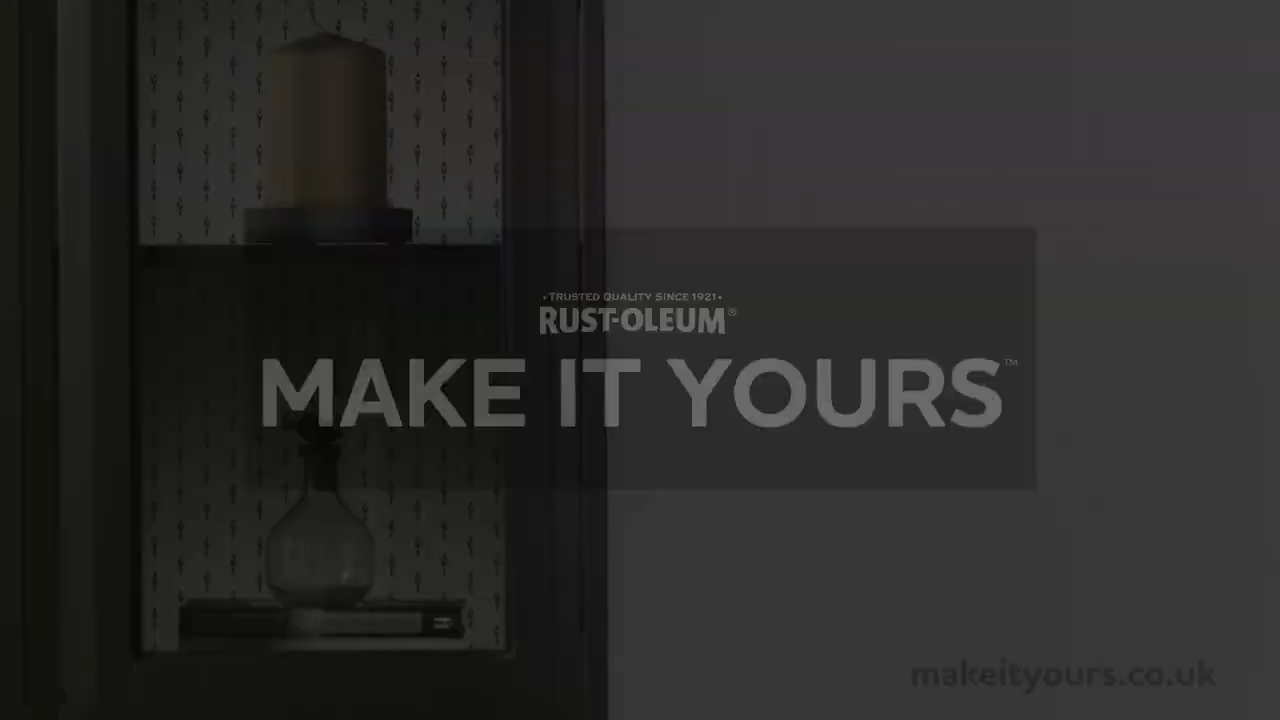 • TRUSTED QUALITY SINCE 1921 •
RUST-OLEUM®
MAKE IT YOURS™
makeityours.co.uk